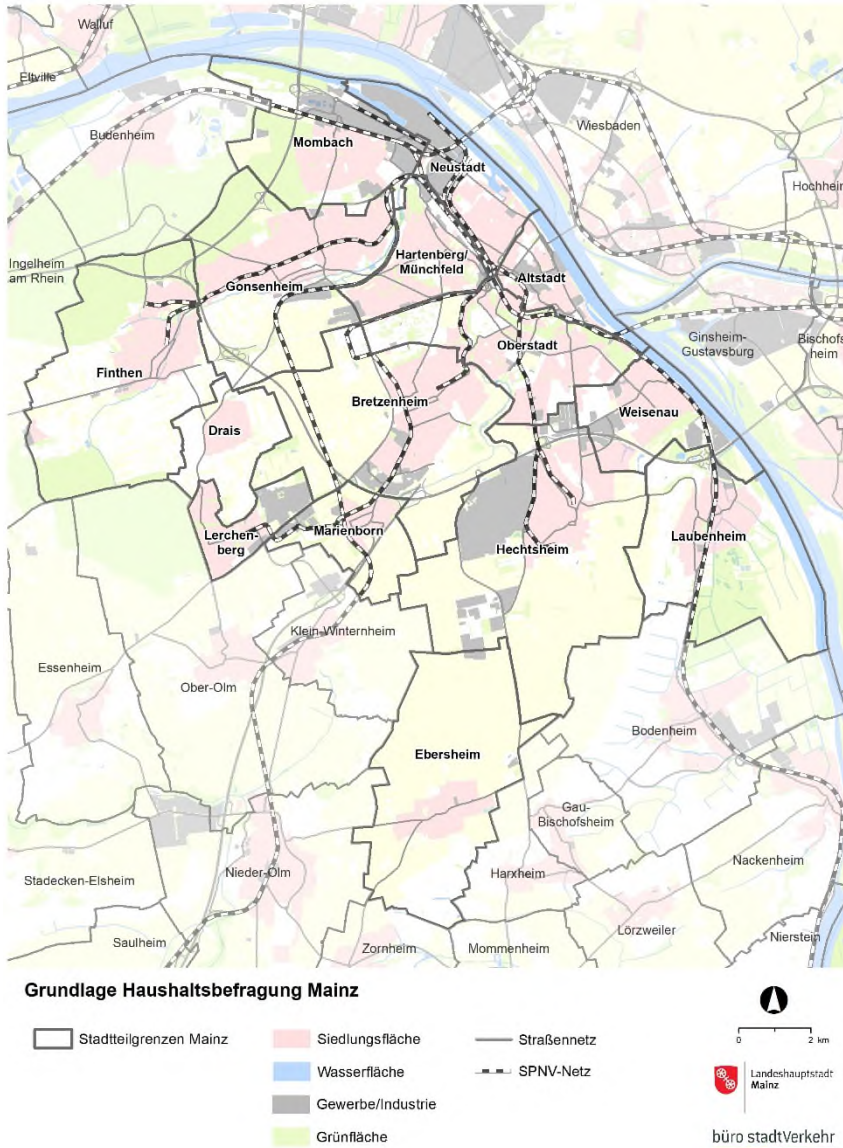 Walluf
Eltville
Budenheim
Mombach
Wiesbaden
Neustadt
Hochheim
Ingelheim
am Rhein
Hartenberg/
Münchfeld
Gonsenheim
Altstadt
Ginsheim-
Gustavsburg
Bischofs
heim
Oberstadt
Finthen
Bretzenheim
Weisenau
Drais
Lerchen-
berg
Marienborn
Hechtsheim
Laubenheim
Klein-Winternheim
Essenheim
Ober-Olm
Bodenheim
Ebersheim
Gau-
Bischofsheim
Stadecken-Elsheim
Nieder-Olm
Harxheim
Nackenheim
Lörzweiler
Saulheim
Zornheim
Mommenheim
Nierstein
Grundlage Haushaltsbefragung Mainz
Stadtteilgrenzen Mainz
Siedlungsfläche
Wasserfläche
Gewerbe/Industrie
Grünfläche
Straßennetz
SPNV-Netz
0 2 km
Landeshauptstadt
Mainz
büro stadtVerkehr